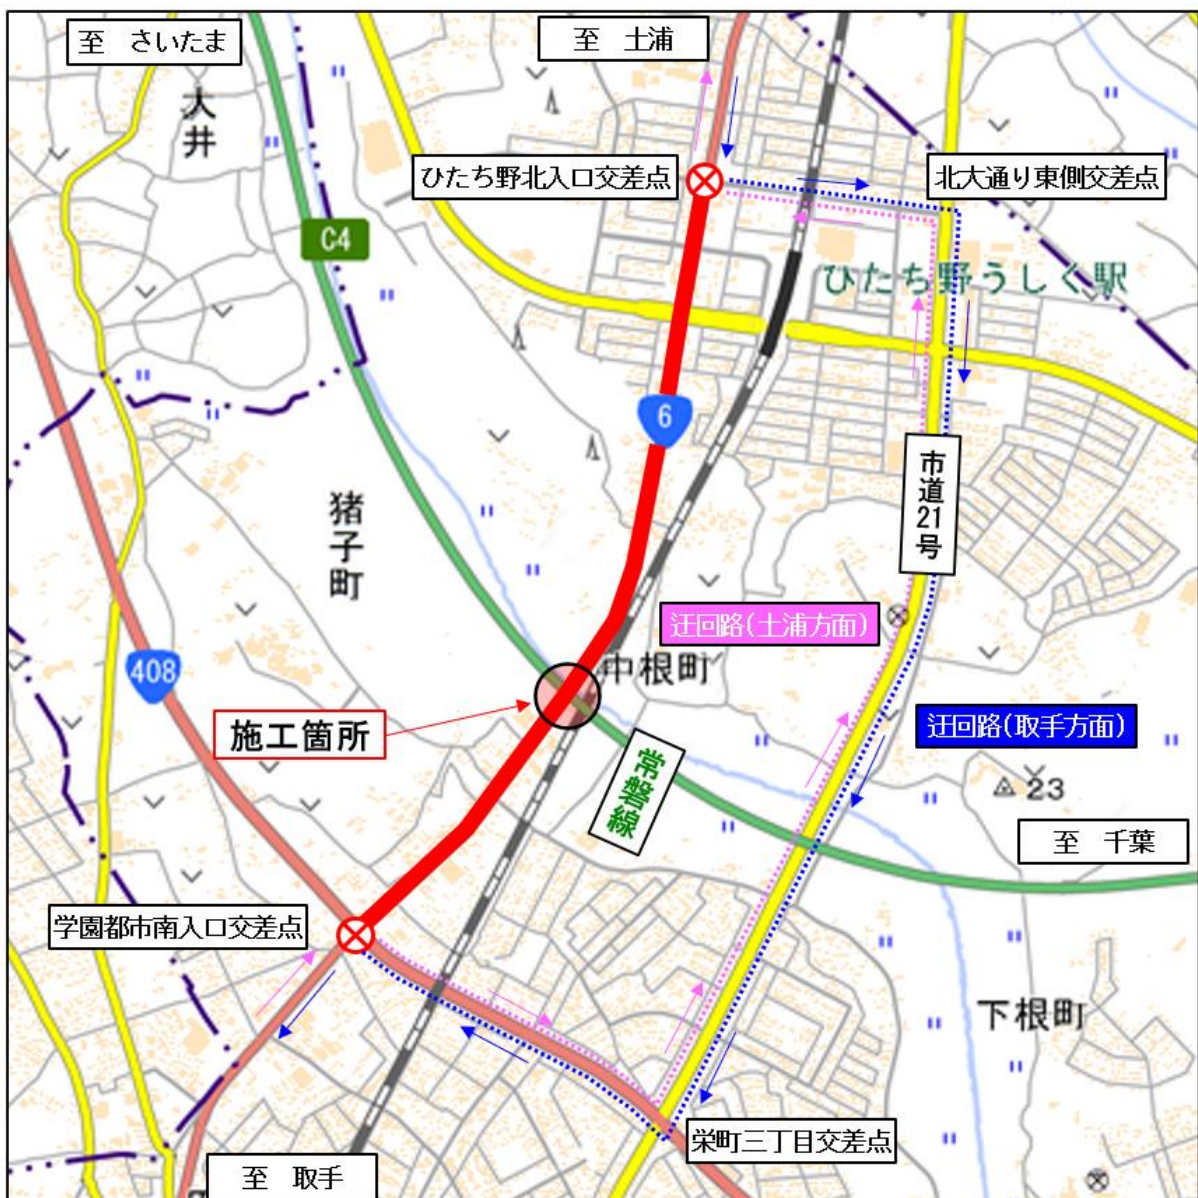 至 さいたま
至 土浦
大井
ひたち野北入口交差点
北大通り東側交差点
C4
ひたち野うしく駅
6
市道21号
猪子町
迂回路(土浦方面)
中根町
408
施工箇所
迂回路(取手方面)
常磐線
23
至 千葉
学園都市南入口交差点
下根町
栄町三丁目交差点
至 取手